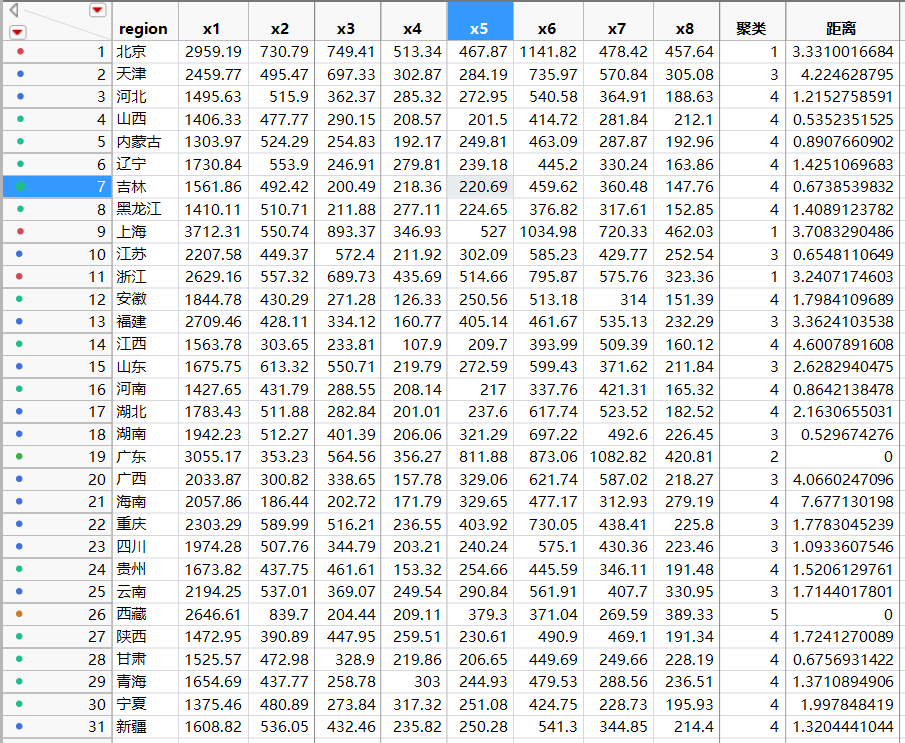 region x1 x2 x3 x4 x5 x6 x7 x8 聚类 距离
1 北京 2959.19 730.79 749.41 513.34 467.87 1141.82 478.42 457.64 1 3.3310016684
2 天津 2459.77 495.47 697.33 302.87 284.19 735.97 570.84 305.08 3 4.224628795
3 河北 1495.63 515.9 362.37 285.32 272.95 540.58 364.91 188.63 4 1.2152758591
4 山西 1406.33 477.77 290.15 208.57 201.5 414.72 281.84 212.1 4 0.5352351525
5 内蒙古 1303.97 524.29 254.83 192.17 249.81 463.09 287.87 192.96 4 0.8907660902
6 辽宁 1730.84 553.9 246.91 279.81 239.18 445.2 330.24 163.86 4 1.4251069683
7 吉林 1561.86 492.42 200.49 218.36 220.69 459.62 360.48 147.76 4 0.6738539832
8 黑龙江 1410.11 510.71 211.88 277.11 224.65 376.82 317.61 152.85 4 1.4089123782
9 上海 3712.31 550.74 893.37 346.93 527 1034.98 720.33 462.03 1 3.7083290486
10 江苏 2207.58 449.37 572.4 211.92 302.09 585.23 429.77 252.54 3 0.6548110649
11 浙江 2629.16 557.32 689.73 435.69 514.66 795.87 575.76 323.36 1 3.2407174603
12 安徽 1844.78 430.29 271.28 126.33 250.56 513.18 314 151.39 4 1.7984109689
13 福建 2709.46 428.11 334.12 160.77 405.14 461.67 535.13 232.29 3 3.3624103538
14 江西 1563.78 303.65 233.81 107.9 209.7 393.99 509.39 160.12 4 4.6007891608
15 山东 1675.75 613.32 550.71 219.79 272.59 599.43 371.62 211.84 3 2.6282940475
16 河南 1427.65 431.79 288.55 208.14 217 337.76 421.31 165.32 4 0.8642138478
17 湖北 1783.43 511.88 282.84 201.01 237.6 617.74 523.52 182.52 4 2.1630655031
18 湖南 1942.23 512.27 401.39 206.06 321.29 697.22 492.6 226.45 3 0.529674276
19 广东 3055.17 353.23 564.56 356.27 811.88 873.06 1082.82 420.81 2 0
20 广西 2033.87 300.82 338.65 157.78 329.06 621.74 587.02 218.27 3 4.0660247096
21 海南 2057.86 186.44 202.72 171.79 329.65 477.17 312.93 279.19 4 7.677130198
22 重庆 2303.29 589.99 516.21 236.55 403.92 730.05 438.41 225.8 3 1.7783045239
23 四川 1974.28 507.76 344.79 203.21 240.24 575.1 430.36 223.46 3 1.0933607546
24 贵州 1673.82 437.75 461.61 153.32 254.66 445.59 346.11 191.48 4 1.5206129761
25 云南 2194.25 537.01 369.07 249.54 290.84 561.91 407.7 330.95 3 1.7144017801
26 西藏 2646.61 839.7 204.44 209.11 379.3 371.04 269.59 389.33 5 0
27 陕西 1472.95 390.89 447.95 259.51 230.61 490.9 469.1 191.34 4 1.7241270089
28 甘肃 1525.57 472.98 328.9 219.86 206.65 449.69 249.66 228.19 4 0.6756931422
29 青海 1654.69 437.77 258.78 303 244.93 479.53 288.56 236.51 4 1.3710894906
30 宁夏 1375.46 480.89 273.84 317.32 251.08 424.75 228.73 195.93 4 1.997848419
31 新疆 1608.82 536.05 432.46 235.82 250.28 541.3 344.85 214.4 4 1.3204441044